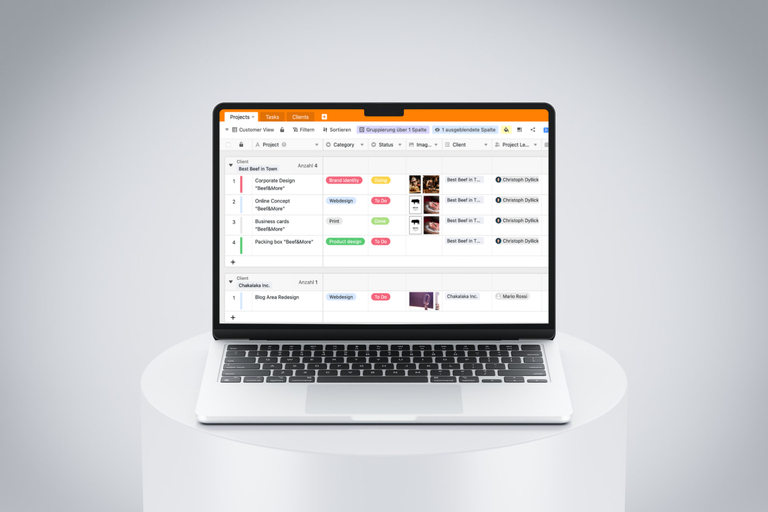 Projects Tasks Clients
Customer View Filtern Sortieren Gruppierung über 1 Spalte 1 ausgeblendete Spalte
Project Category Status Imag... Client Project Le...
Client
Best Beef in Town Anzahl 4
1 Corporate Design Brand Identity Best Beef in T... Christoph Dyllick
"Beef&More"
2 Online Concept Webdesign To Do Best Beef in T... Christoph Dyllick
"Beef&More"
3 Business cards Print Best Beef in T... Christoph Dyllick
"Beef&More"
4 Packing box "Beef&More" Product design To Do Best Beef in T... Christoph Dyllick
Client
Chakalaka Inc. Anzahl 1
1 Blog Area Redesign Webdesign To Do Chakalaka Inc. Mario Rossi